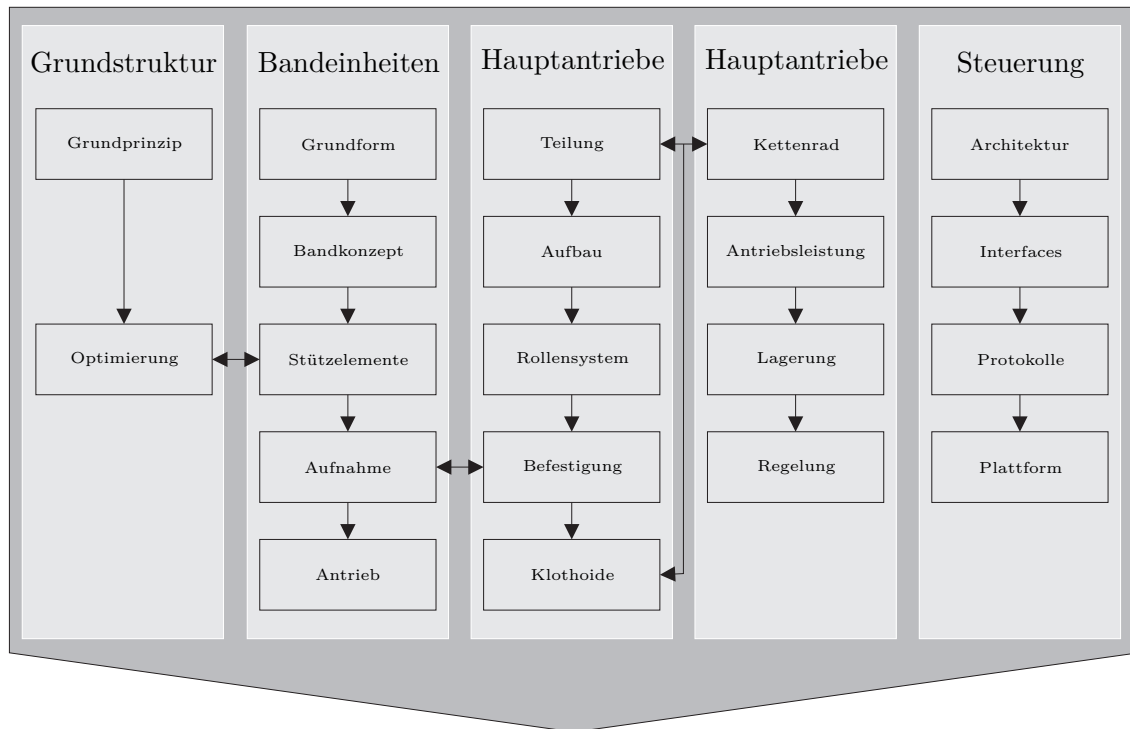 Grundstruktur
Grundprinzip
Optimierung
Bandeinheiten
Grundform
Bandkonzept
Stützelemente
Aufnahme
Antrieb
Hauptantriebe
Teilung
Aufbau
Rollensystem
Befestigung
Klothoide
Hauptantriebe
Kettenrad
Antriebsleistung
Lagerung
Regelung
Steuerung
Architektur
Interfaces
Protokolle
Plattform